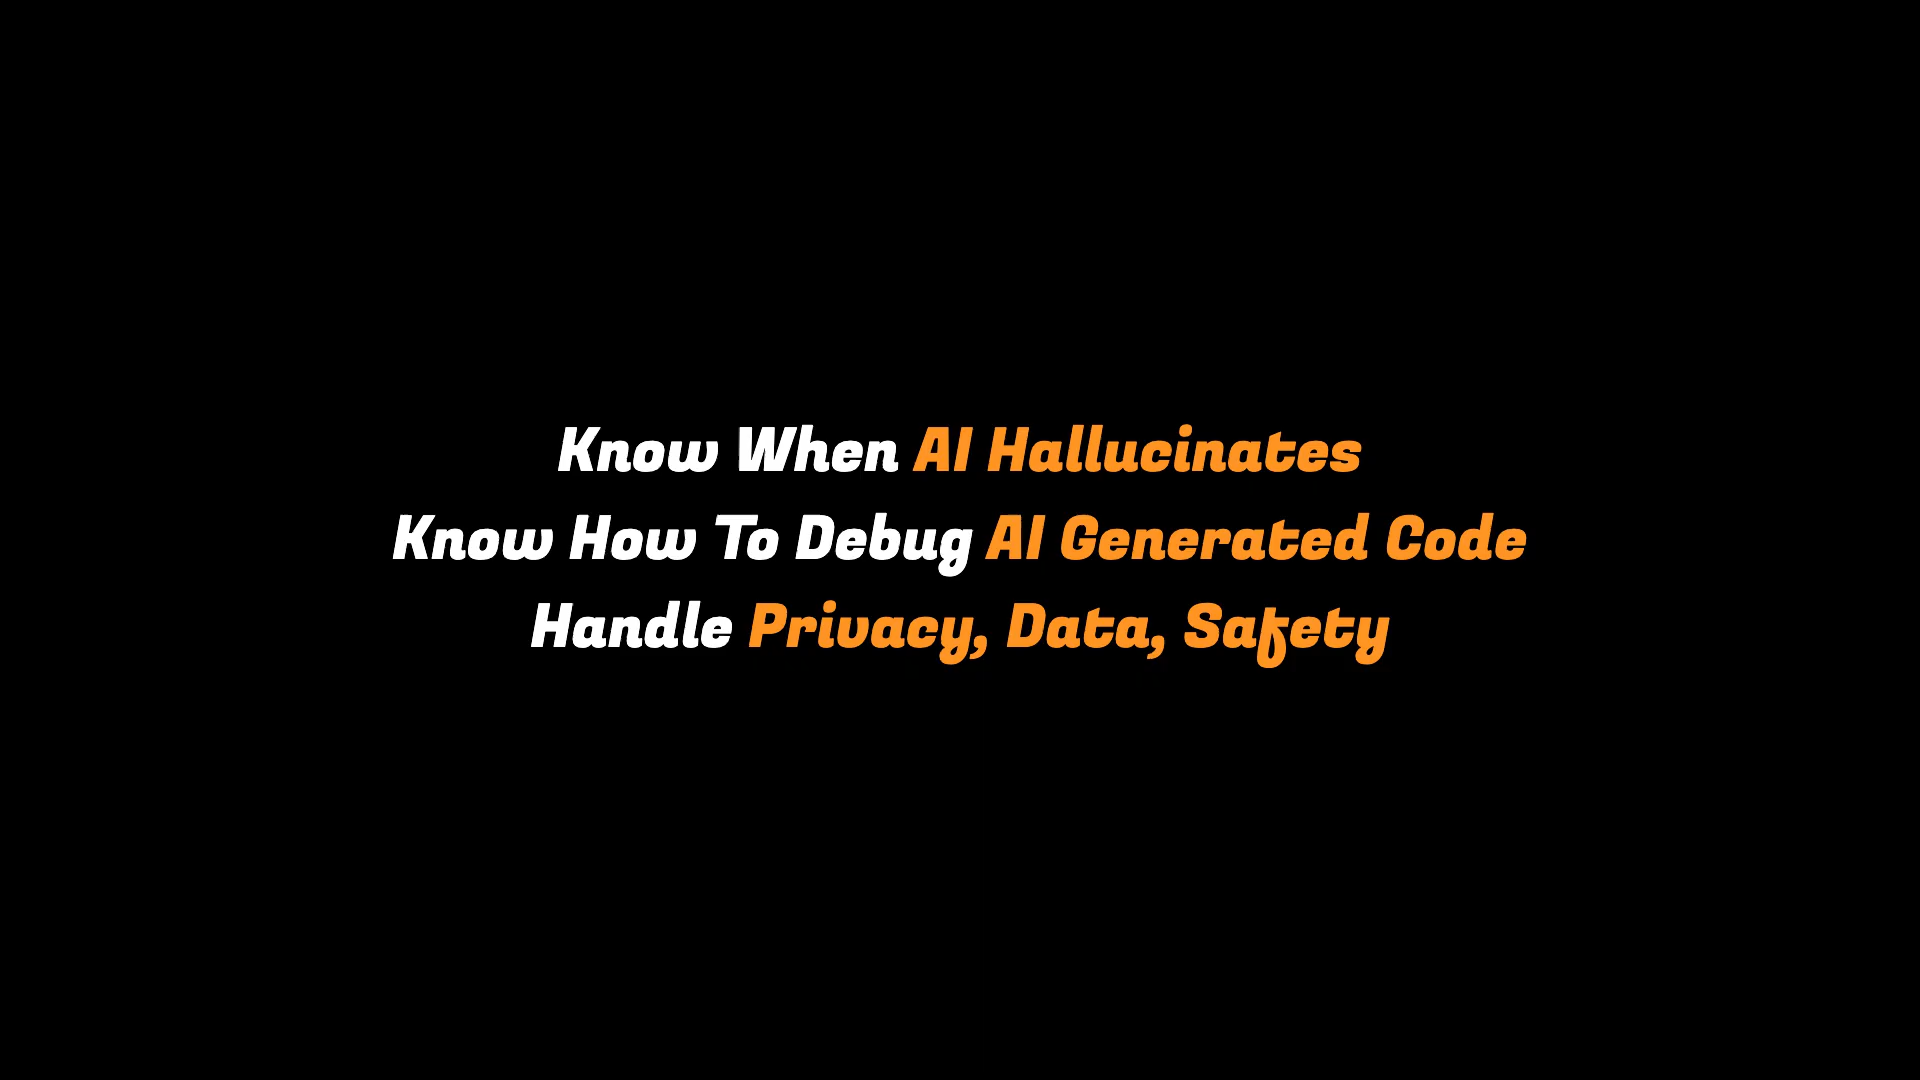 Know When AI Hallucinates
Know How To Debug AI Generated Code
Handle Privacy, Data, Safety